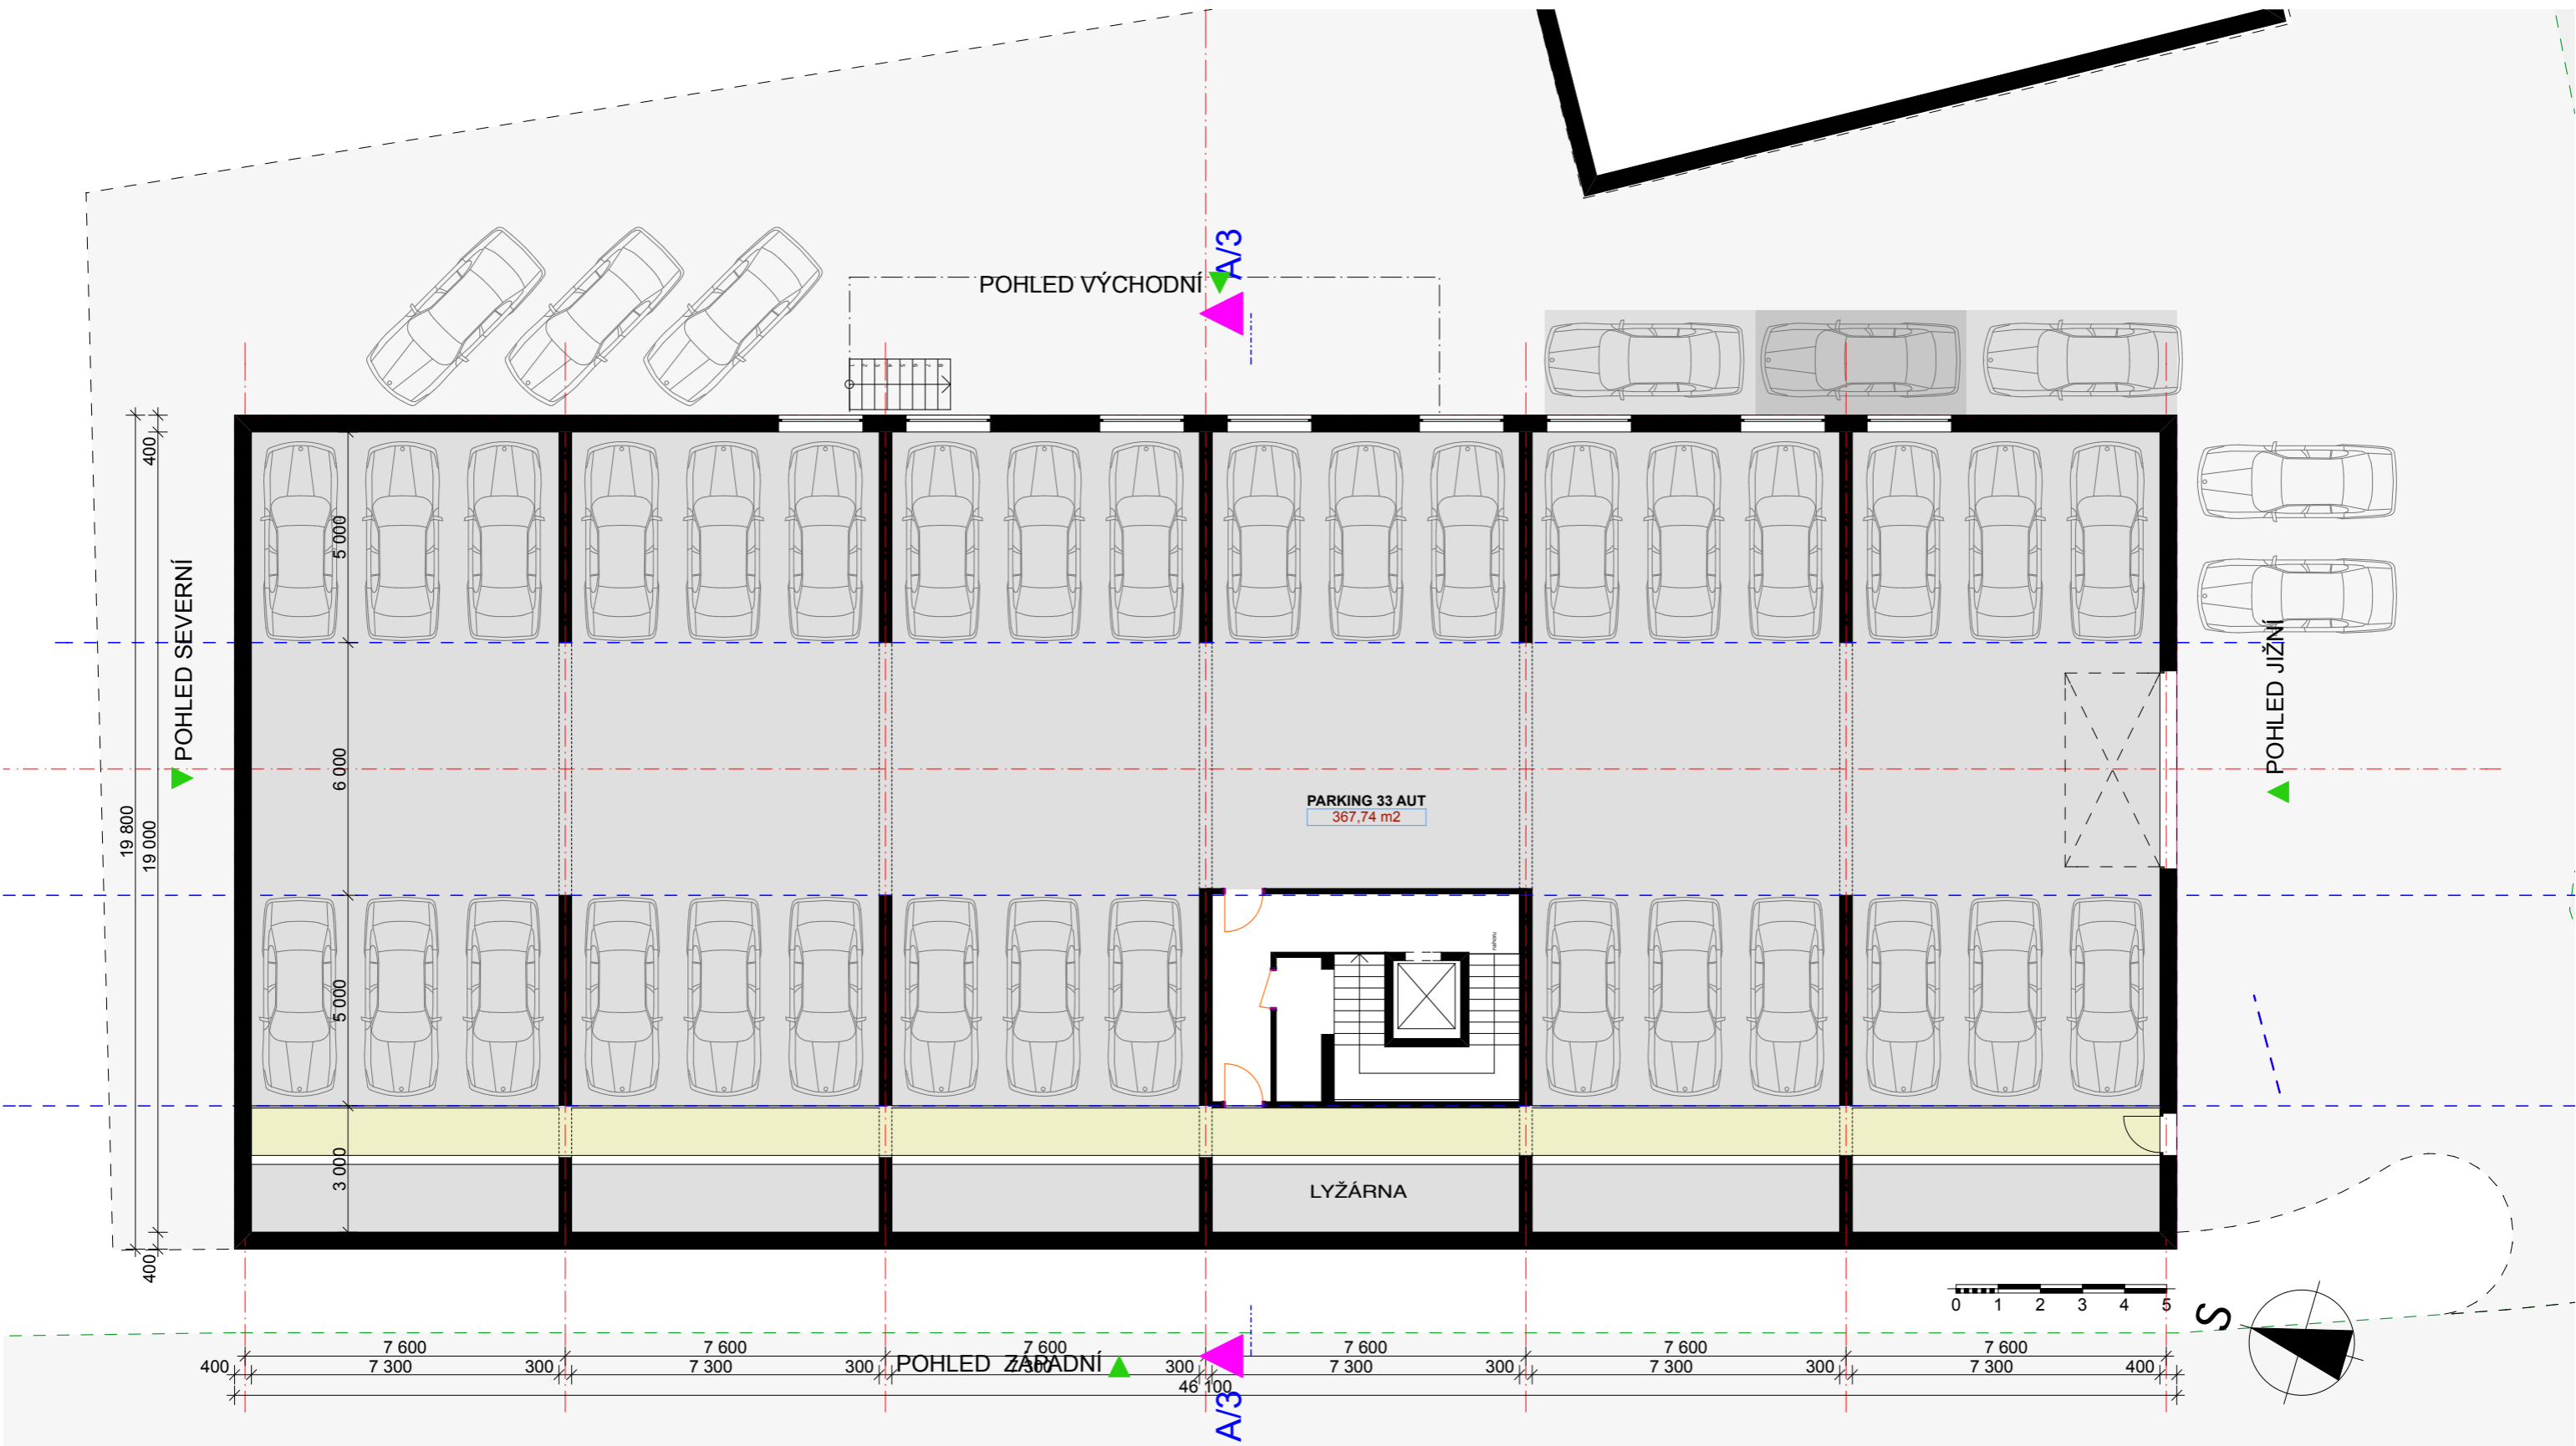 A/3
POHLED VÝCHODNÍ
400
5 000
POHLED SEVERNÍ
POHLED JIŽNÍ
6 000
PARKING 33 AUT
367,74 m2
19 800
19 000
nahoru
5 000
3 000
LYŽÁRNA
400
0 1 2 3 4 5
S
7 600 7 600 7 600 7 600 7 600 7 600
400 7 300 300 7 300 300 7 300 300 7 300 300 7 300 300 7 300 400
POHLED ZÁPADNÍ
46 100
A/3